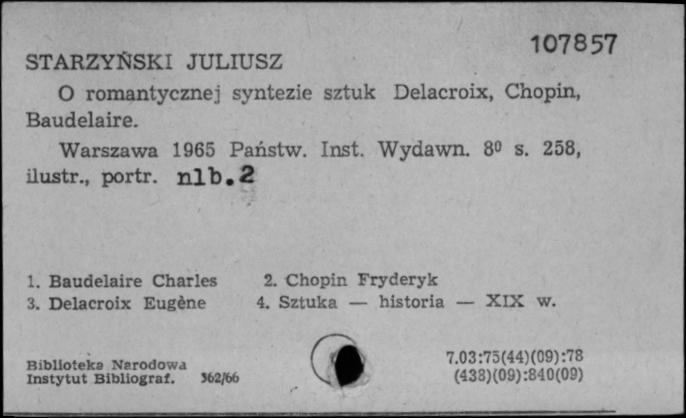 107857
STARZYŃSKI JULIUSZ
O romantycznej syntezie sztuk Delacroix, Chopin,
Baudelaire.
Warszawa 1965 Państw. Inst. Wydawn. 8⁰ s. 258,
ilustr., portr. nlb. 2
1. Baudelaire Charles 2. Chopin Fryderyk
3. Delacroix Eugène 4. Sztuka — historia — XIX w.
Biblioteka Narodowa 7.03:75(44)(09):78
Instytut Bibliograf. 362/66 (438)(09):840(09)